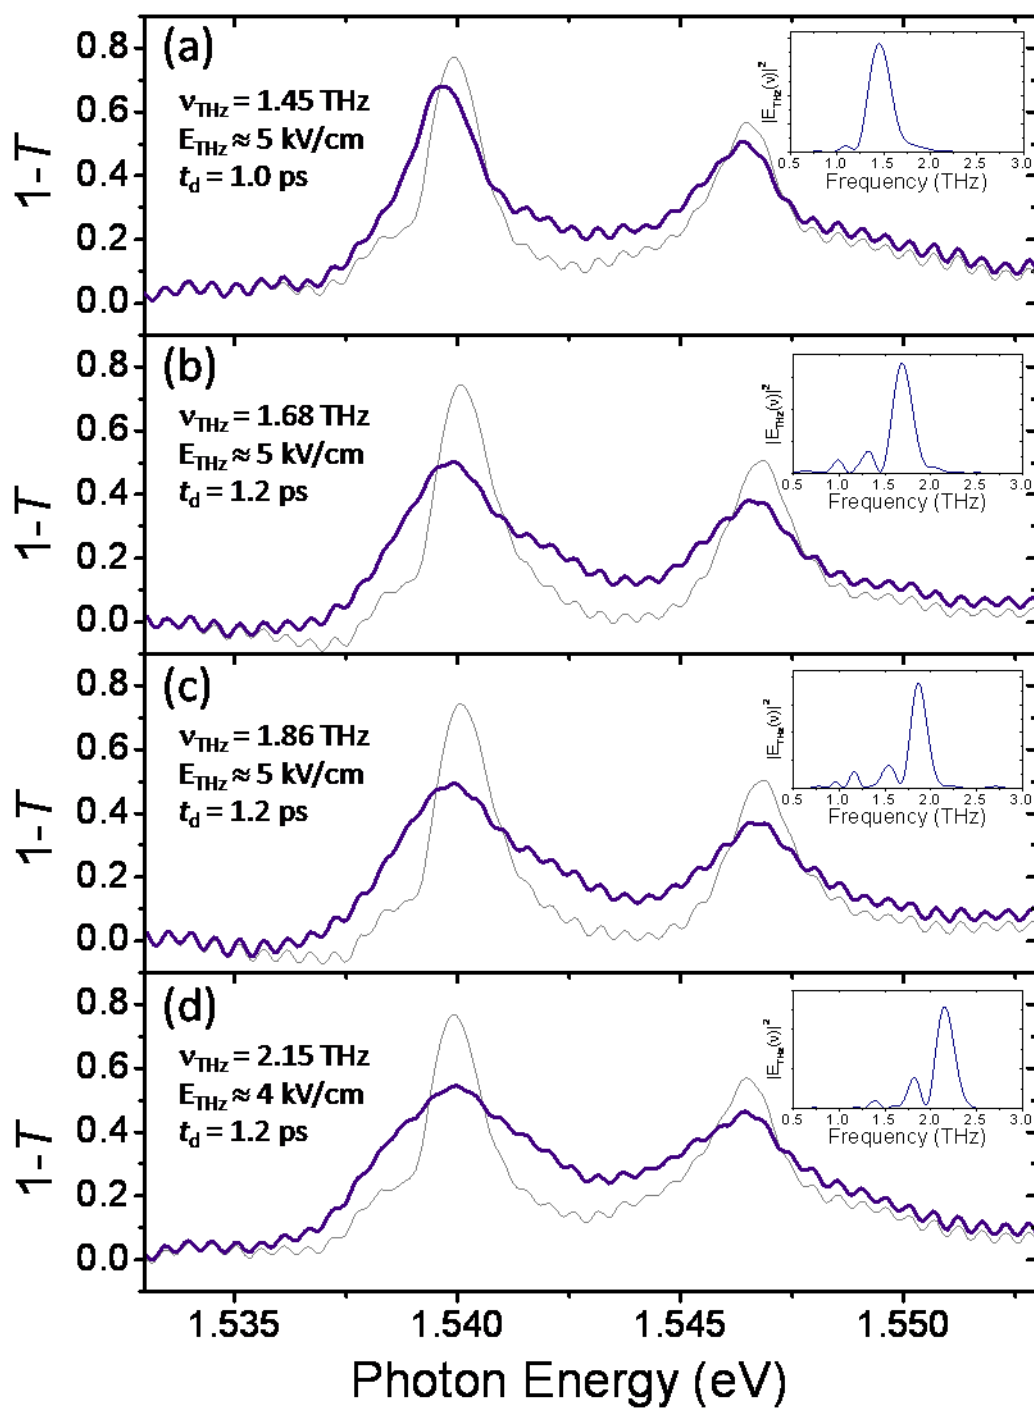 (a)
ν_THz = 1.45 THz
E_THz ≈ 5 kV/cm
t_d = 1.0 ps
1-T
0.8
0.6
0.4
0.2
0.0
|E_THz(ν)|²
0.5 1.0 1.5 2.0 2.5 3.0
Frequency (THz)
(b)
ν_THz = 1.68 THz
E_THz ≈ 5 kV/cm
t_d = 1.2 ps
1-T
0.8
0.6
0.4
0.2
0.0
|E_THz(ν)|²
0.5 1.0 1.5 2.0 2.5 3.0
Frequency (THz)
(c)
ν_THz = 1.86 THz
E_THz ≈ 5 kV/cm
t_d = 1.2 ps
1-T
0.8
0.6
0.4
0.2
0.0
|E_THz(ν)|²
0.5 1.0 1.5 2.0 2.5 3.0
Frequency (THz)
(d)
ν_THz = 2.15 THz
E_THz ≈ 4 kV/cm
t_d = 1.2 ps
1-T
0.8
0.6
0.4
0.2
0.0
|E_THz(ν)|²
0.5 1.0 1.5 2.0 2.5 3.0
Frequency (THz)
1.535 1.540 1.545 1.550
Photon Energy (eV)